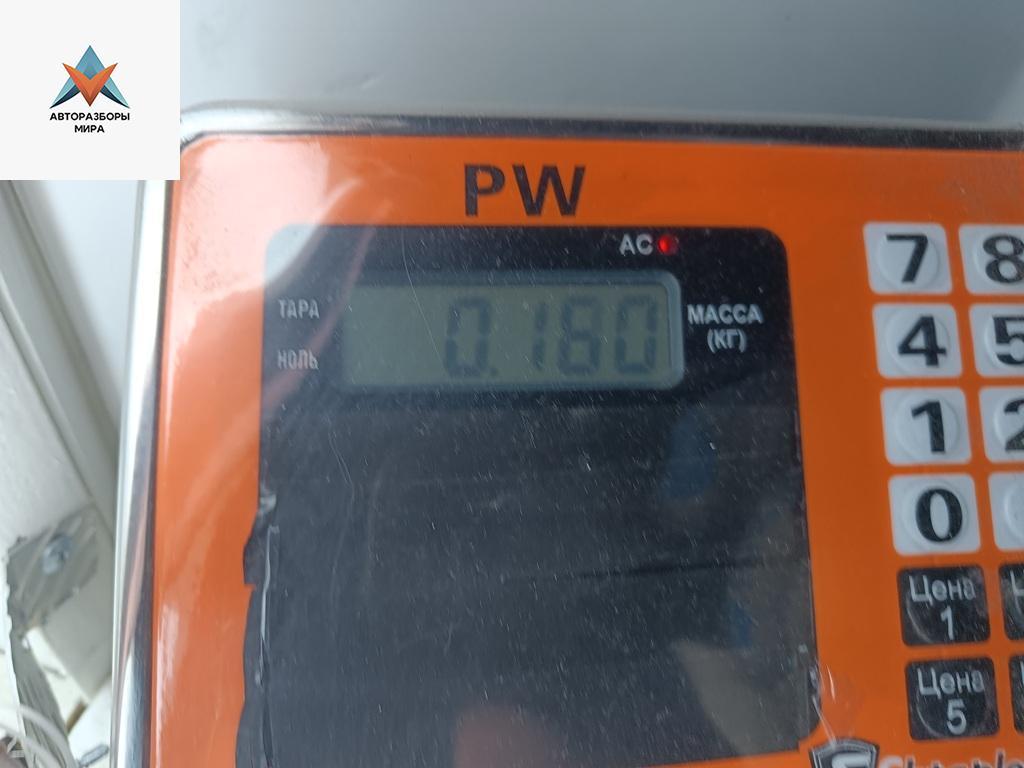 АВТОРАЗБОРЫ
МИРА
PW
AC
ТАРА
НОЛЬ
0.160
МАССА
(КГ)
7 8
4 5
1 2
0
Цена
1
Цена
5